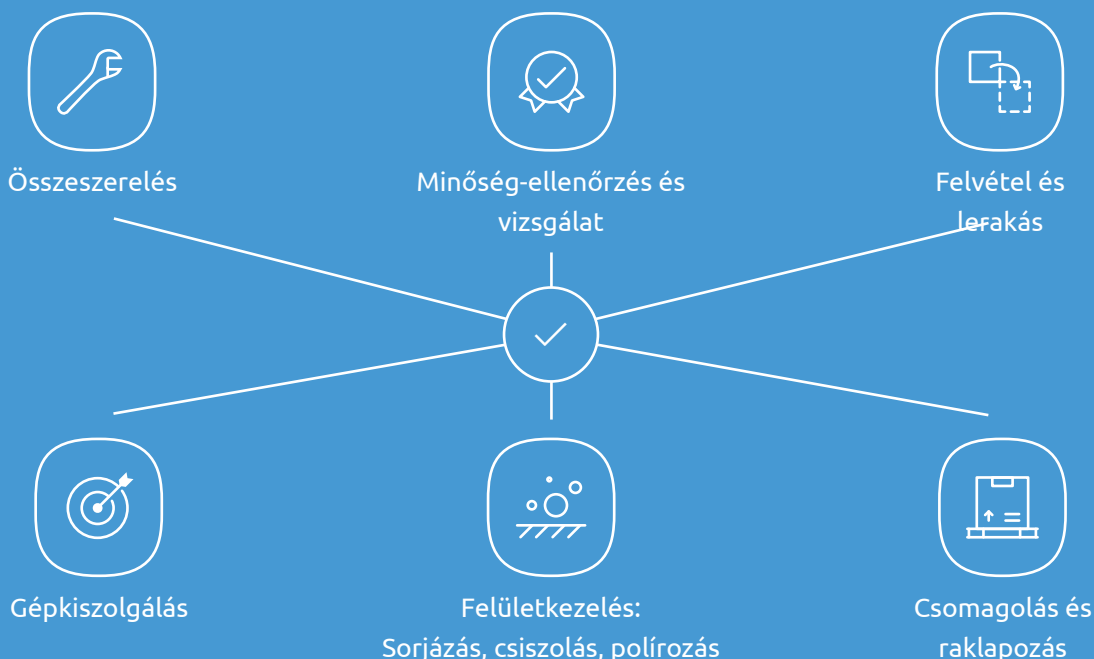 Összeszerelés
Minőség-ellenőrzés és
vizsgálat
Felvétel és
lerakás
Gépkiszolgálás
Felületkezelés:
Sorjázás, csiszolás, polírozás
Csomagolás és
raklapozás